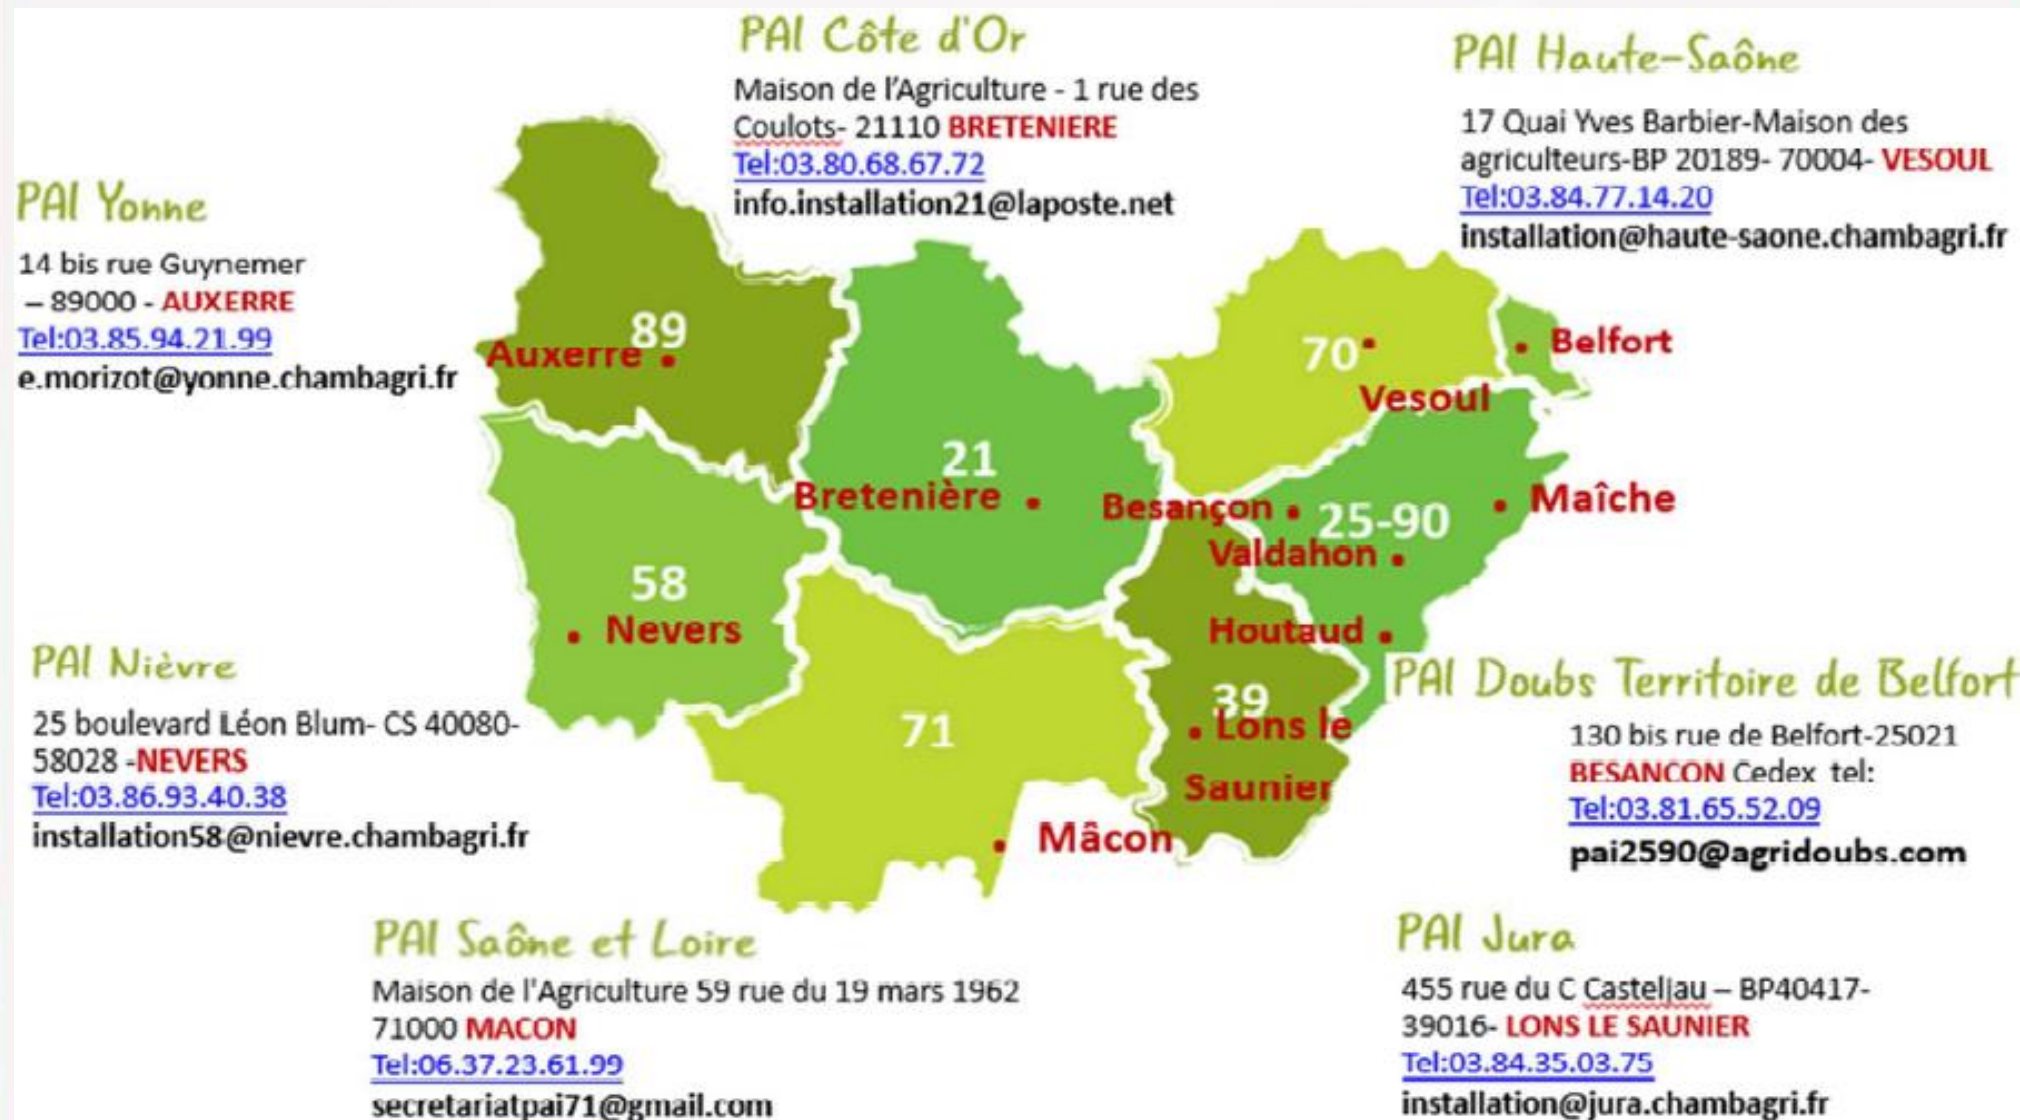 PAI Côte d'Or
Maison de l'Agriculture - 1 rue des
Coulots- 21110 BRETENIERE
Tel:03.80.68.67.72
info.installation21@laposte.net
PAI Haute-Saône
17 Quai Yves Barbier-Maison des
agriculteurs-BP 20189- 70004- VESOUL
Tel:03.84.77.14.20
installation@haute-saone.chambagri.fr
PAI Yonne
14 bis rue Guynemer
– 89000 - AUXERRE
Tel:03.85.94.21.99
e.morizot@yonne.chambagri.fr
89
Auxerre
70
Belfort
Vesoul
21
Bretenière
Besançon
25-90
Maîche
Valdahon
58
Nevers
Houtaud
39
Lons le
Saunier
71
Mâcon
PAI Nièvre
25 boulevard Léon Blum- CS 40080-
58028 -NEVERS
Tel:03.86.93.40.38
installation58@nievre.chambagri.fr
PAI Doubs Territoire de Belfort
130 bis rue de Belfort-25021
BESANCON Cedex tel:
Tel:03.81.65.52.09
pai2590@agridoubs.com
PAI Saône et Loire
Maison de l'Agriculture 59 rue du 19 mars 1962
71000 MACON
Tel:06.37.23.61.99
secretariatpai71@gmail.com
PAI Jura
455 rue du C Casteljau – BP40417-
39016- LONS LE SAUNIER
Tel:03.84.35.03.75
installation@jura.chambagri.fr